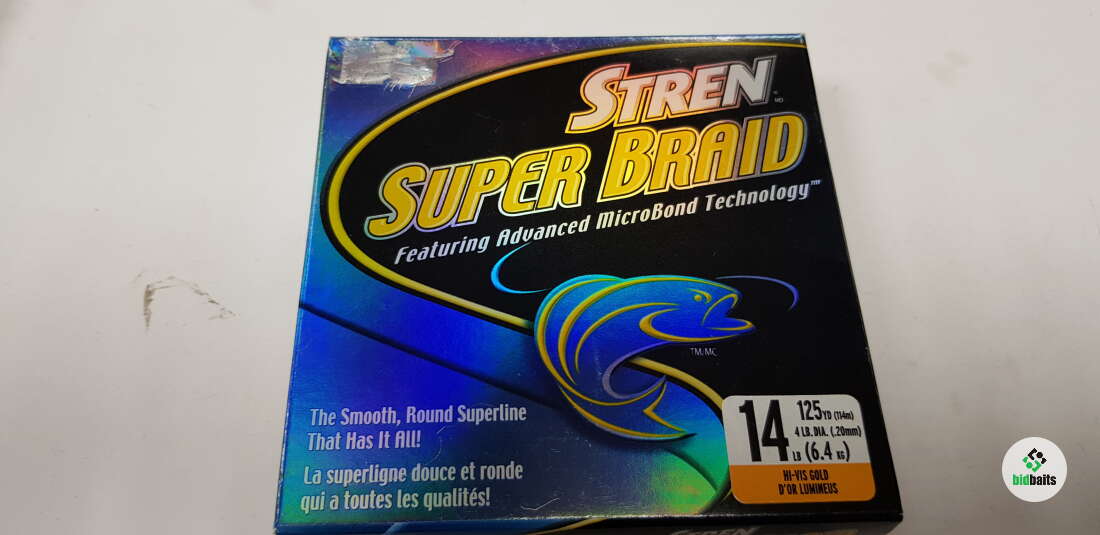 STREN
® MD
SUPER BRAID
Featuring Advanced MicroBond Technology™
TM/MC
The Smooth, Round Superline
That Has It All!
La superligne douce et ronde
qui a toutes les qualités!
14 LB (6.4 KG)
125 YD (114m)
4 LB. DIA. (.20mm)
HI-VIS GOLD
D'OR LUMINEUS
STREN
bidbaits